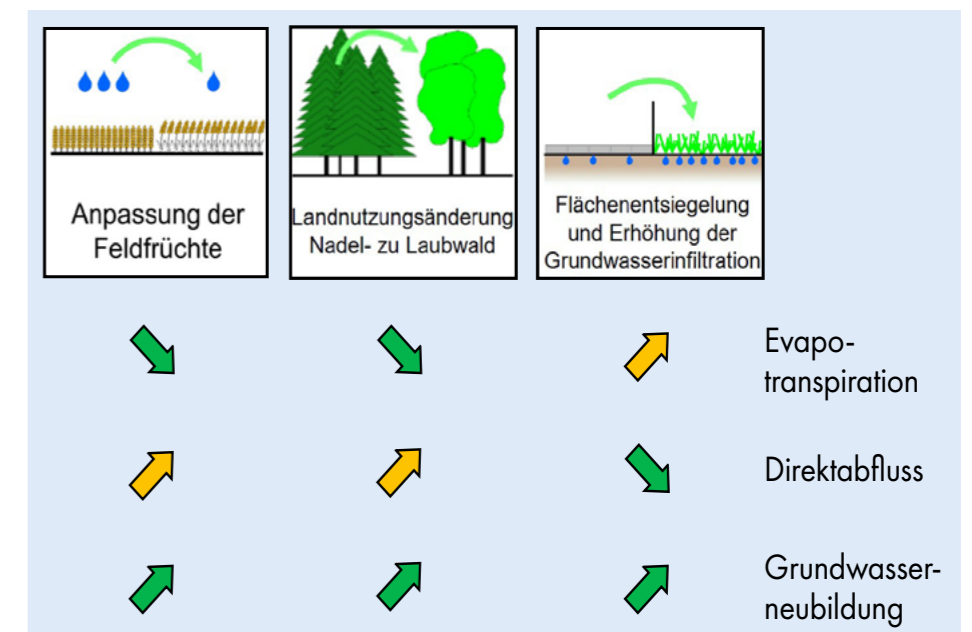 Anpassung der
Feldfrüchte
Landnutzungsänderung
Nadel- zu Laubwald
Flächenentsiegelung
und Erhöhung der
Grundwasserinfiltration
Evapo-
transpiration
Direktabfluss
Grundwasser-
neubildung